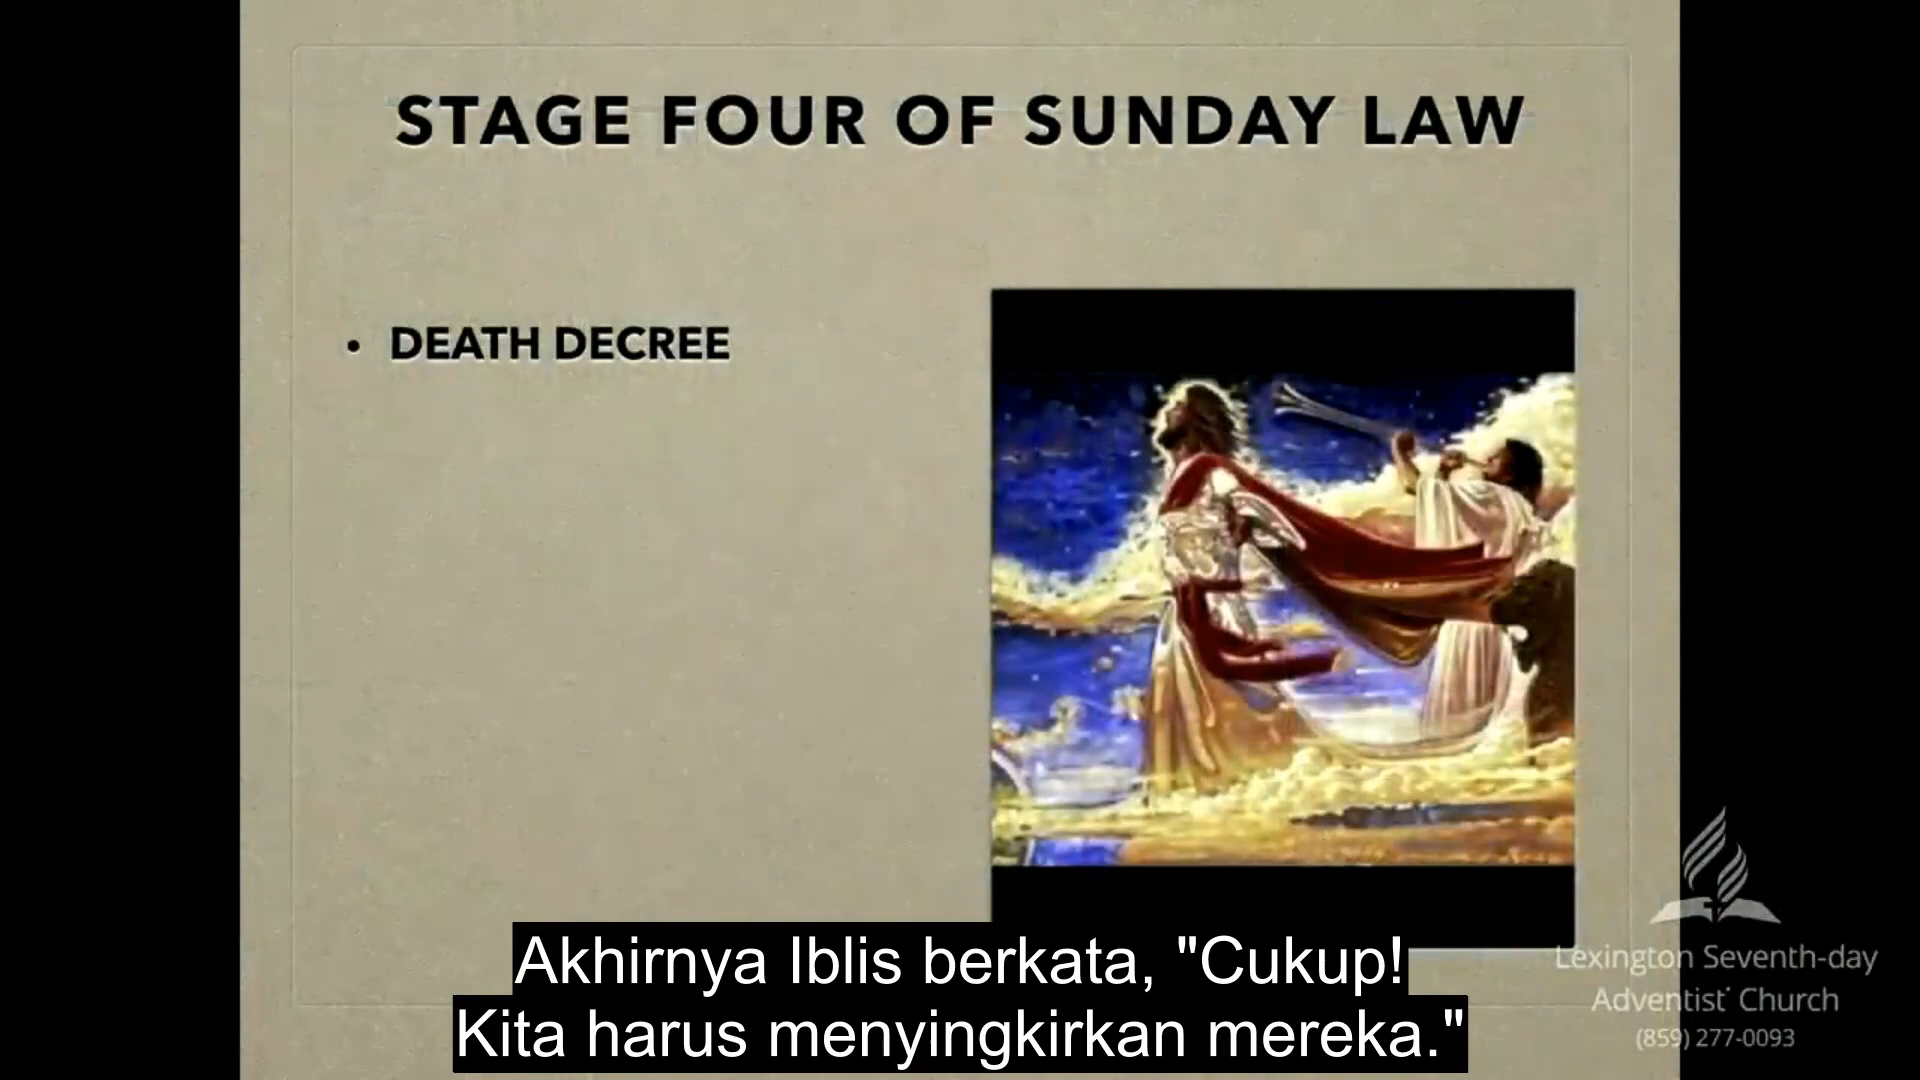 STAGE FOUR OF SUNDAY LAW
• DEATH DECREE
Akhirnya Iblis berkata, "Cukup!
Kita harus menyingkirkan mereka."
Lexington Seventh-day
Adventist Church
(859) 277-0093